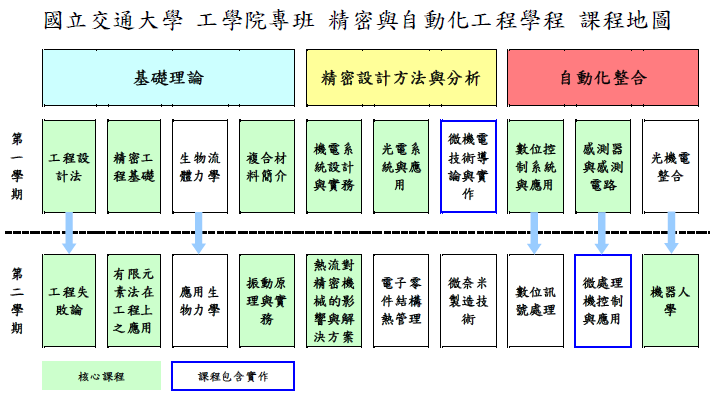 國立交通大學 工學院專班 精密與自動化工程學程 課程地圖
基礎理論
精密設計方法與分析
自動化整合
第一學期
工程設
計法
精密工
程基礎
生物流
體力學
複合材
料簡介
機電系
統設計
與實務
光電系
統與應
用
微機電
技術導
論與實
作
數位控
制系統
與應用
感測器
與感測
電路
光機電
整合
第二學期
工程失
敗論
有限元
素法在
工程上
之應用
應用生
物力學
振動原
理與實
務
熱流對
精密機
械的影
響與解
決方案
電子零
件結構
熱管理
微奈米
製造技
術
數位訊
號處理
微處理
機控制
與應用
機器人
學
核心課程
課程包含實作